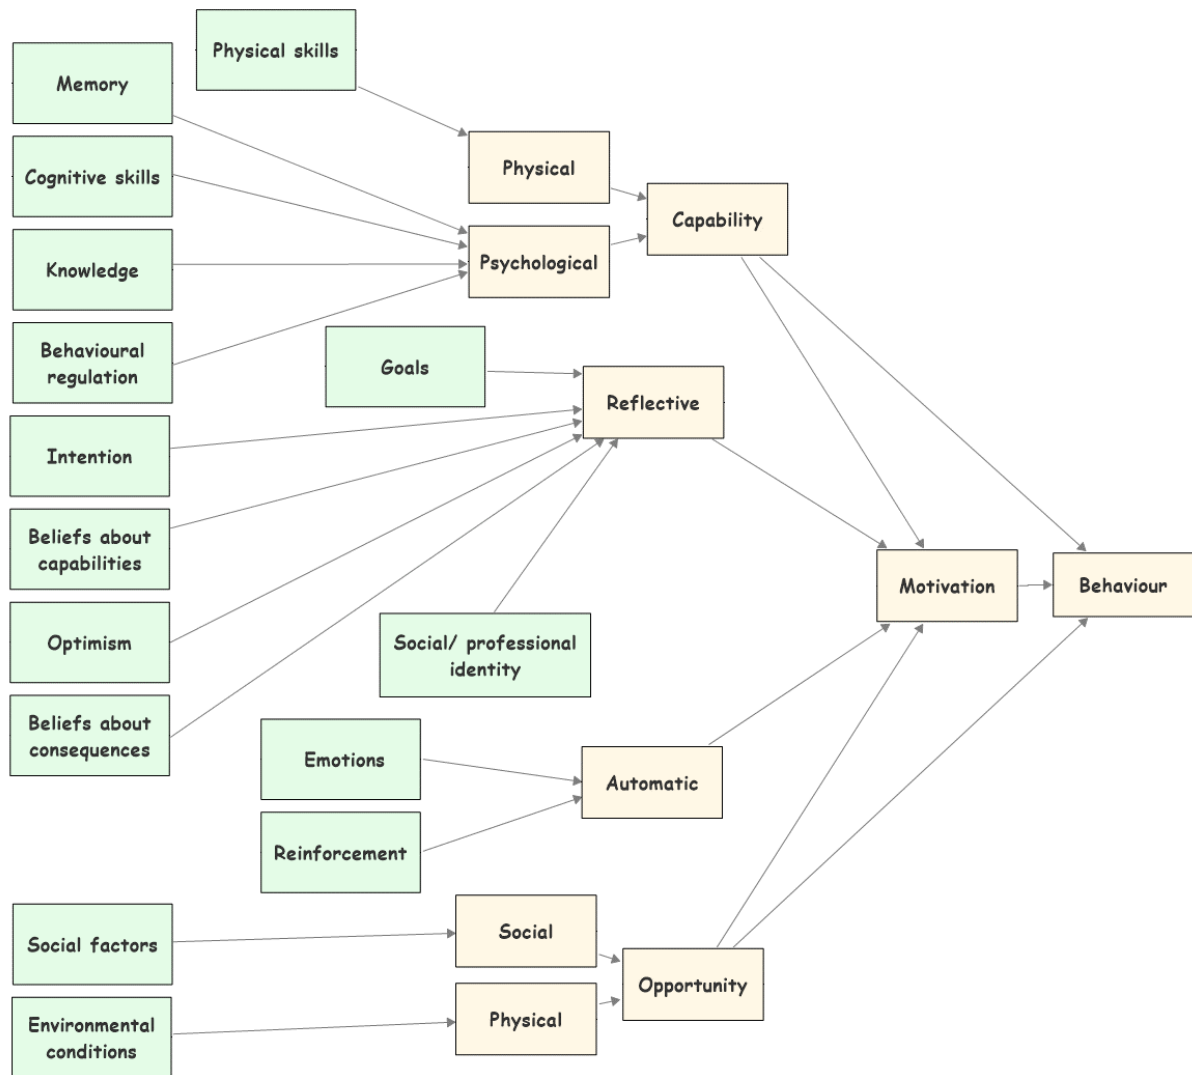 Physical skills
Memory
Physical
Cognitive skills
Capability
Psychological
Knowledge
Behavioural
regulation
Goals
Reflective
Intention
Beliefs about
capabilities
Motivation
Behaviour
Optimism
Social/ professional
identity
Beliefs about
consequences
Emotions
Automatic
Reinforcement
Social
Social factors
Opportunity
Physical
Environmental
conditions